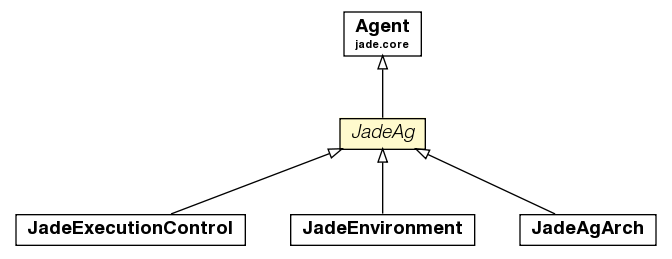 Agent
jade.core
JadeAg
JadeExecutionControl
JadeEnvironment
JadeAgArch